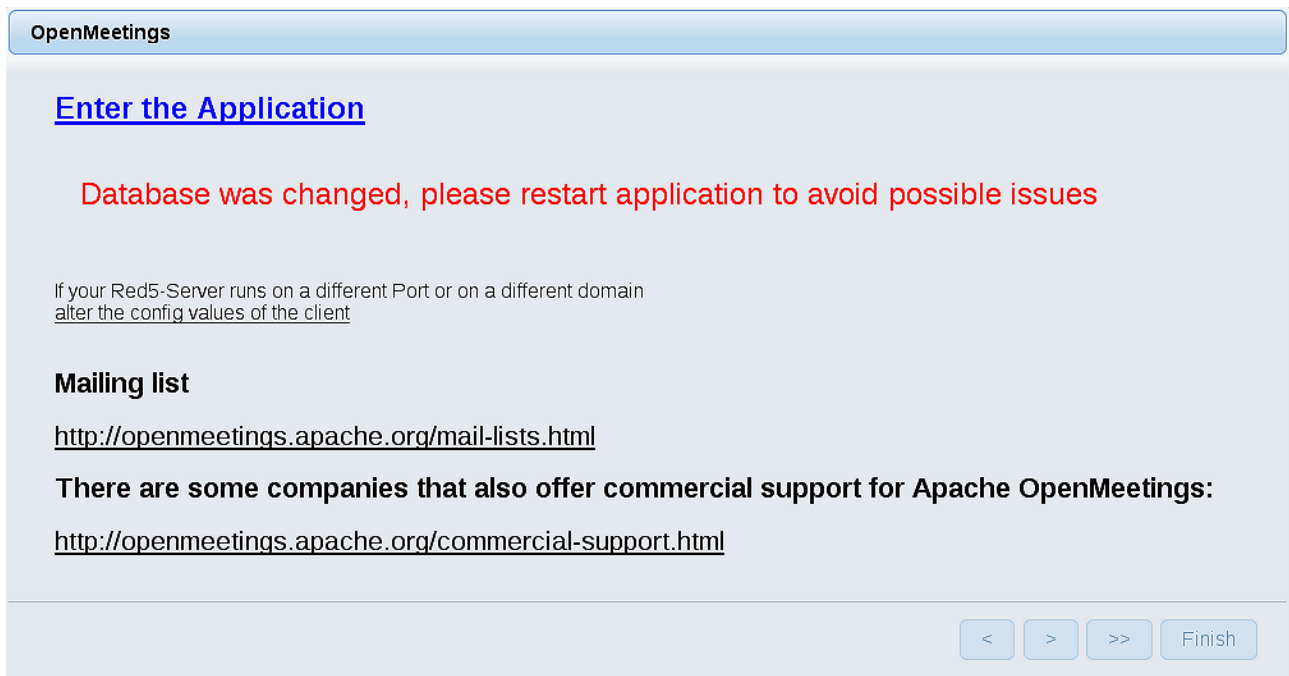 OpenMeetings
Enter the Application
Database was changed, please restart application to avoid possible issues
If your Red5-Server runs on a different Port or on a different domain
alter the config values of the client
Mailing list
http://openmeetings.apache.org/mail-lists.html
There are some companies that also offer commercial support for Apache OpenMeetings:
http://openmeetings.apache.org/commercial-support.html
< > >> Finish